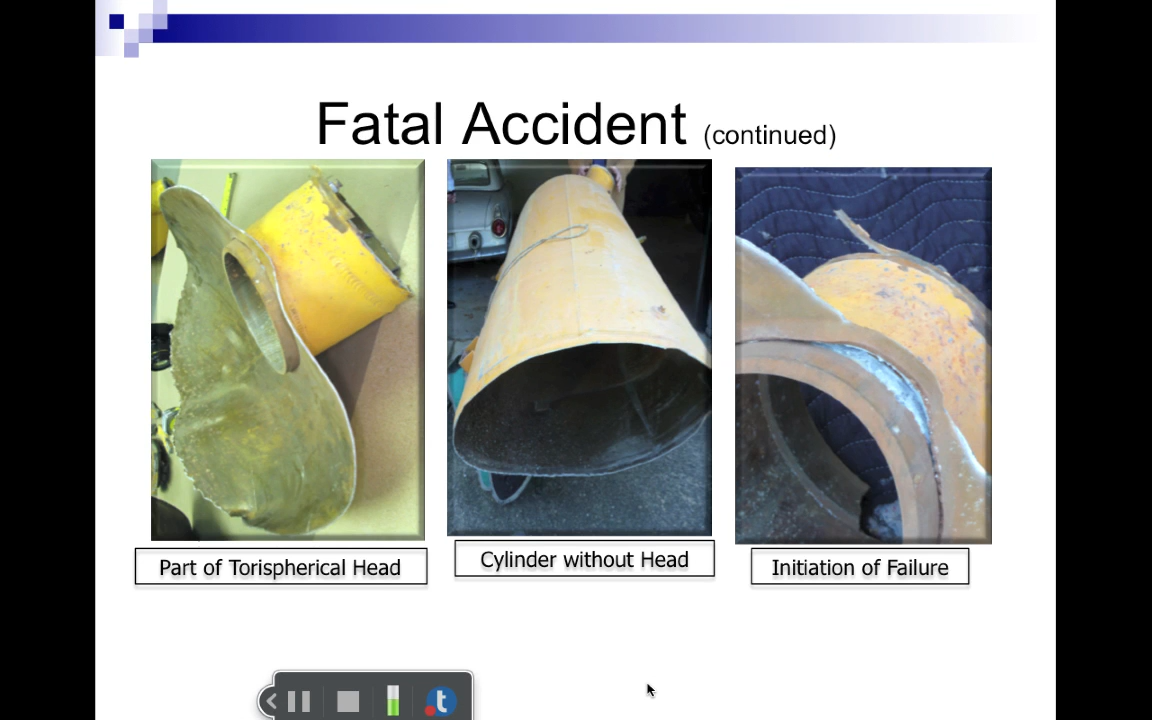 Fatal Accident (continued)
Part of Torispherical Head
Cylinder without Head
Initiation of Failure
t